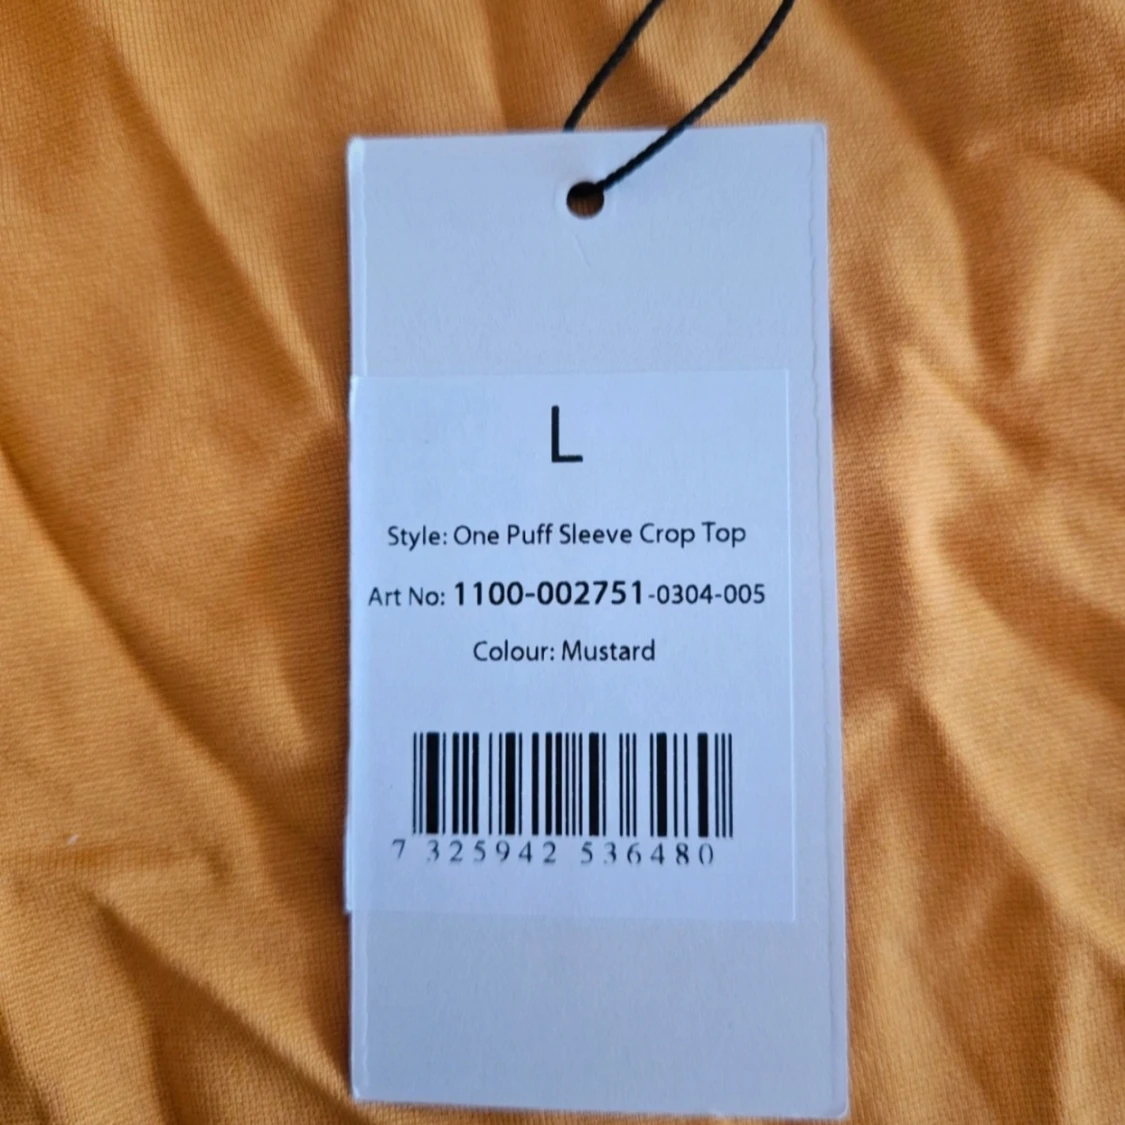 L
Style: One Puff Sleeve Crop Top
Art No: 1100-002751-0304-005
Colour: Mustard
7 325942 536480